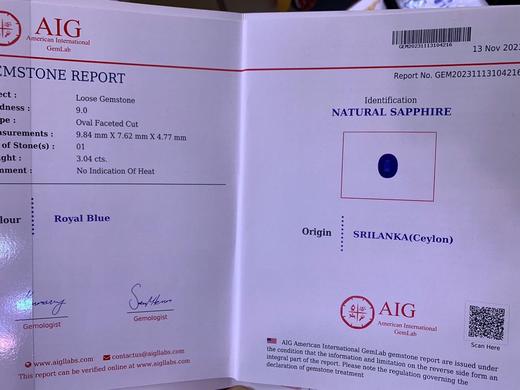 AIG
American International
GemLab
EMSTONE REPORT
ect : Loose Gemstone
dness : 9.0
pe : Oval Faceted Cut
asurements : 9.84 mm X 7.62 mm X 4.77 mm
of Stone(s) : 01
ght : 3.04 cts.
nment : No Indication Of Heat
lour Royal Blue
Gemologist
Gemologist
www.aigllabs.com contactus@aigllabs.com
This report can be verified online at www.aigllabs.com
GEM20231113104216
13 Nov 2023
Report No. GEM20231113104216
Identification
NATURAL SAPPHIRE
Origin SRILANKA(Ceylon)
AIG
American International
GemLab
Scan Here
AIG American International GemLab gemstone report are issued under
the condition that the information and limitation on the reverse side form an
integral part of the report. Please note the regulation governing the
declaration of gemstone treatment